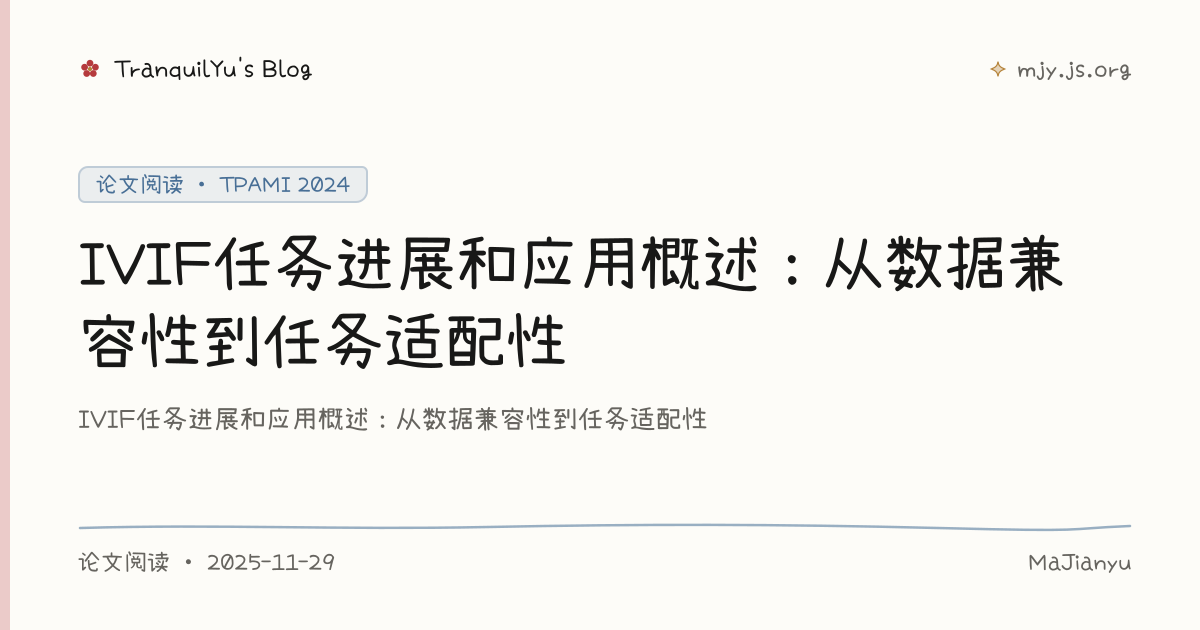 TranquilYu's Blog
mjy.js.org
论文阅读 • TPAMI 2024
IVIF任务进展和应用概述：从数据兼
容性到任务适配性
IVIF任务进展和应用概述：从数据兼容性到任务适配性
论文阅读 • 2025-11-29
MaJianyu